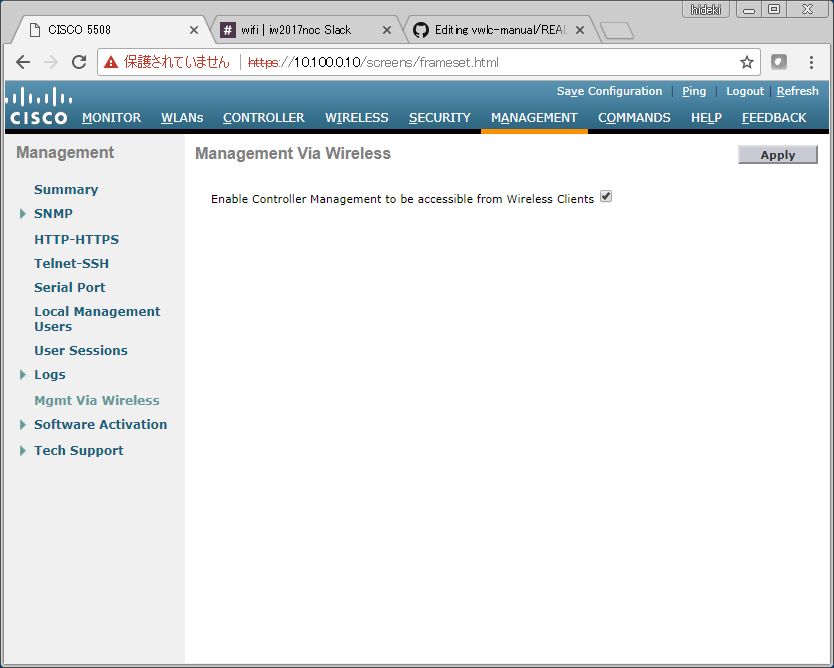 hideki
CISCO 5508
# wifi | iw2017noc Slack
Editing vwlc-manual/REA
保護されていません | https://10.100.0.10/screens/frameset.html
Save Configuration | Ping | Logout | Refresh
CISCO
MONITOR WLANs CONTROLLER WIRELESS SECURITY MANAGEMENT COMMANDS HELP FEEDBACK
Management
Summary
SNMP
HTTP-HTTPS
Telnet-SSH
Serial Port
Local Management
Users
User Sessions
Logs
Mgmt Via Wireless
Software Activation
Tech Support
Management Via Wireless
Apply
Enable Controller Management to be accessible from Wireless Clients